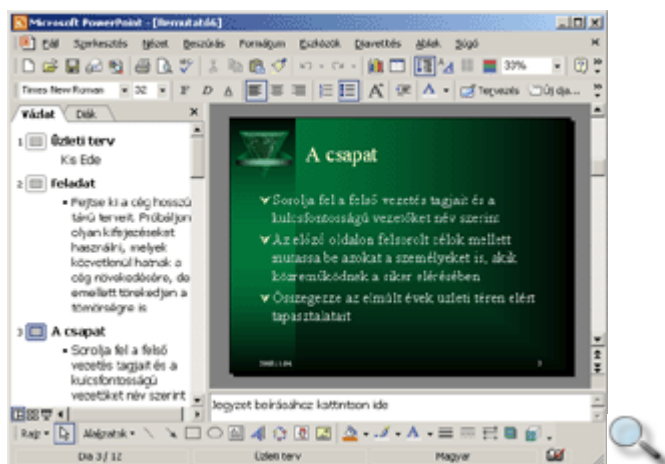 Microsoft PowerPoint - [Bemutató6]
Fájl Szerkesztés Nézet Beszúrás Formátum Eszközök Diavetítés Ablak Súgó
33%
Times New Roman 32 F D A Tervezés Új dia...
Vázlat Diák
1 Üzleti terv
Kis Ede
2 Feladat
• Fejtse ki a cég hosszú
távú terveit. Próbáljon
olyan kifejezéseket
használni, melyek
közvetlenül hatnak a
cég növekedésére, de
emellett törekedjen a
tömörségre is
3 A csapat
• Sorolja fel a felső
vezetés tagjait és a
kulcsfontosságú
vezetőket név szerint
A csapat
Sorolja fel a felső vezetés tagjait és a
kulcsfontosságú vezetőket név szerint
Az előző oldalon felsorolt célok mellett
mutassa be azokat a személyeket is, akik
közreműködnek a siker elérésében
Összegezze az elmúlt évek üzleti téren elért
tapasztalatait
3
Jegyzet beírásához kattintson ide
Rajz Alakzatok
Dia 3 / 12 Üzleti terv Magyar